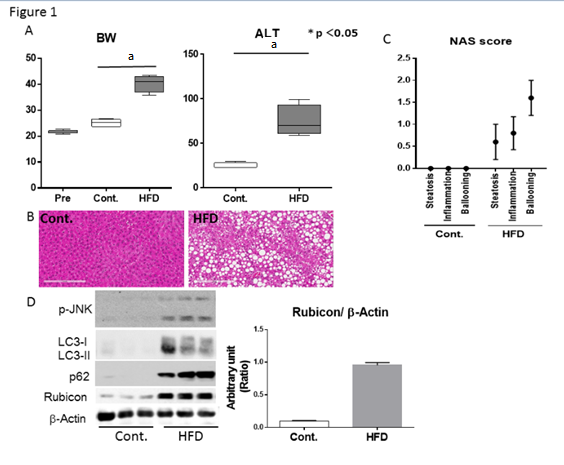 Figure 1
A
BW
ALT
* p <0.05
a
a
50
40
30
20
10
0
Pre
Cont.
HFD
150
100
50
0
Cont.
HFD
C
NAS score
2.5
2.0
1.5
1.0
0.5
0.0
Steatosis
Inflammation
Ballooning
Steatosis
Inflammation
Ballooning
Cont.
HFD
B
Cont.
HFD
D
p-JNK
LC3-I
LC3-II
p62
Rubicon
β-Actin
Cont.
HFD
Rubicon/ β-Actin
Arbitrary unit
(Ratio)
1.5
1.0
0.5
0.0
Cont.
HFD